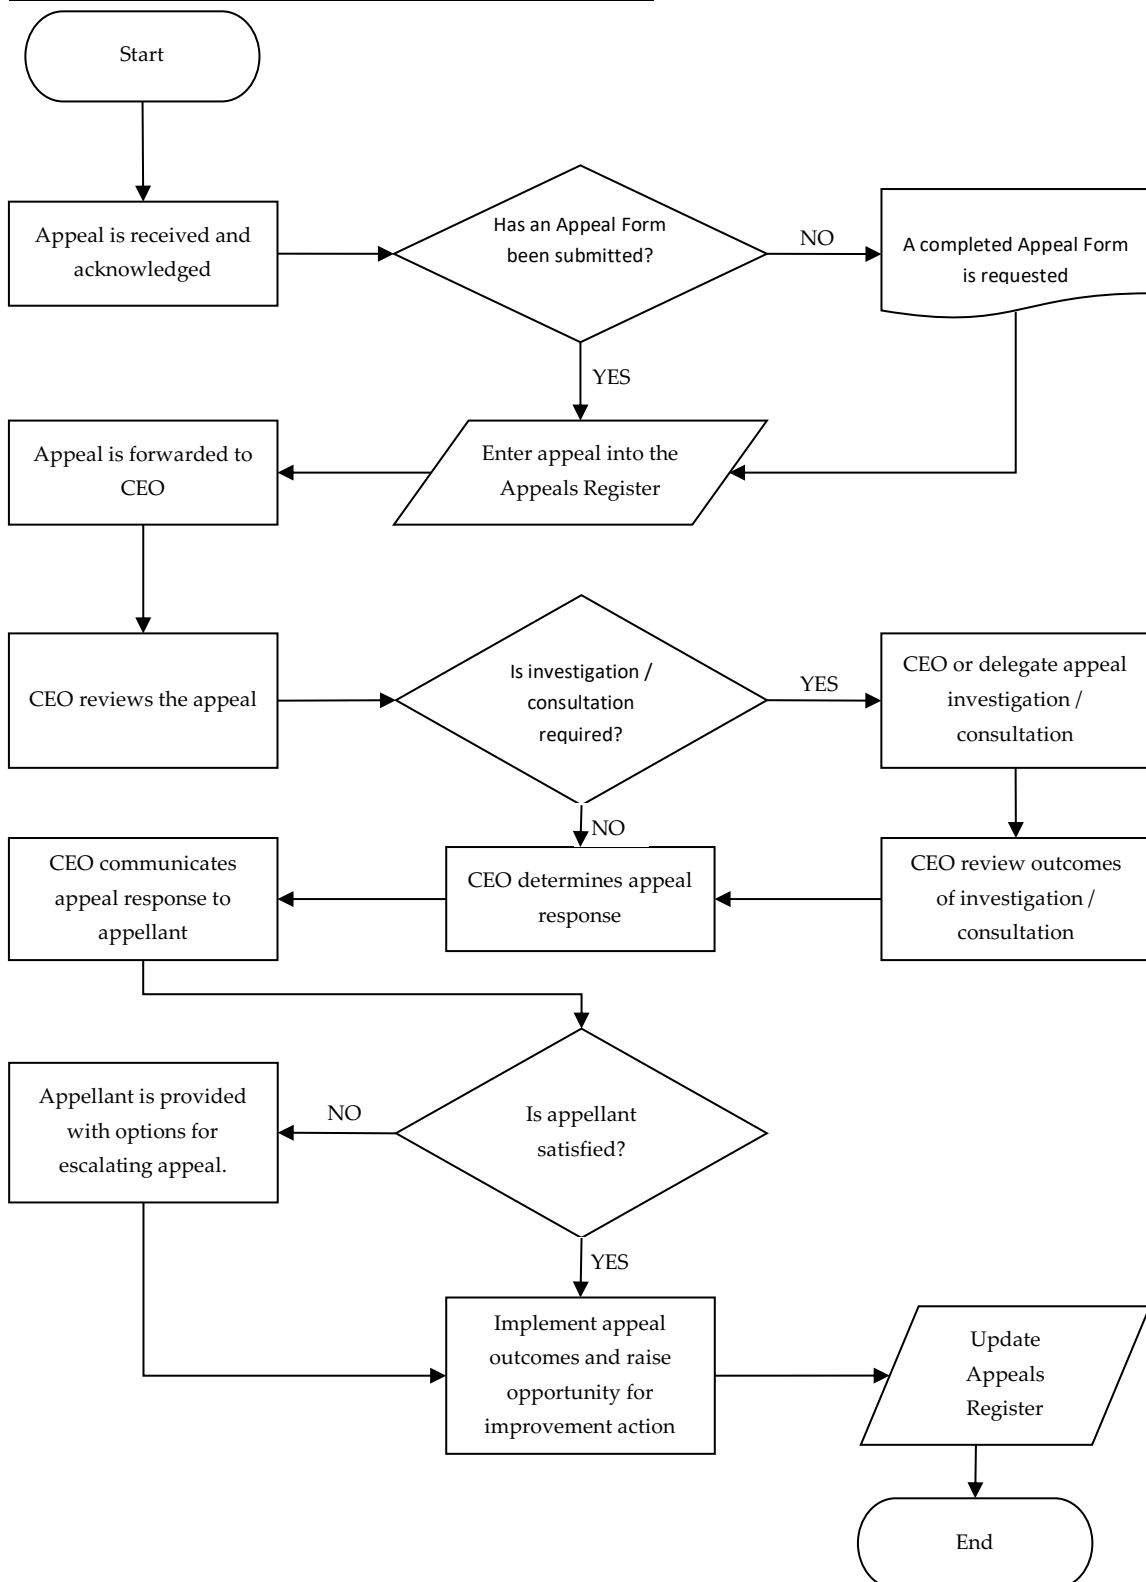 Start
Appeal is received and
acknowledged
Has an Appeal Form
been submitted?
NO
A completed Appeal Form
is requested
YES
Appeal is forwarded to
CEO
Enter appeal into the
Appeals Register
CEO reviews the appeal
Is investigation /
consultation
required?
YES
CEO or delegate appeal
investigation /
consultation
NO
CEO communicates
appeal response to
appellant
CEO determines appeal
response
CEO review outcomes
of investigation /
consultation
Appellant is provided
with options for
escalating appeal.
NO
Is appellant
satisfied?
YES
Implement appeal
outcomes and raise
opportunity for
improvement action
Update
Appeals
Register
End